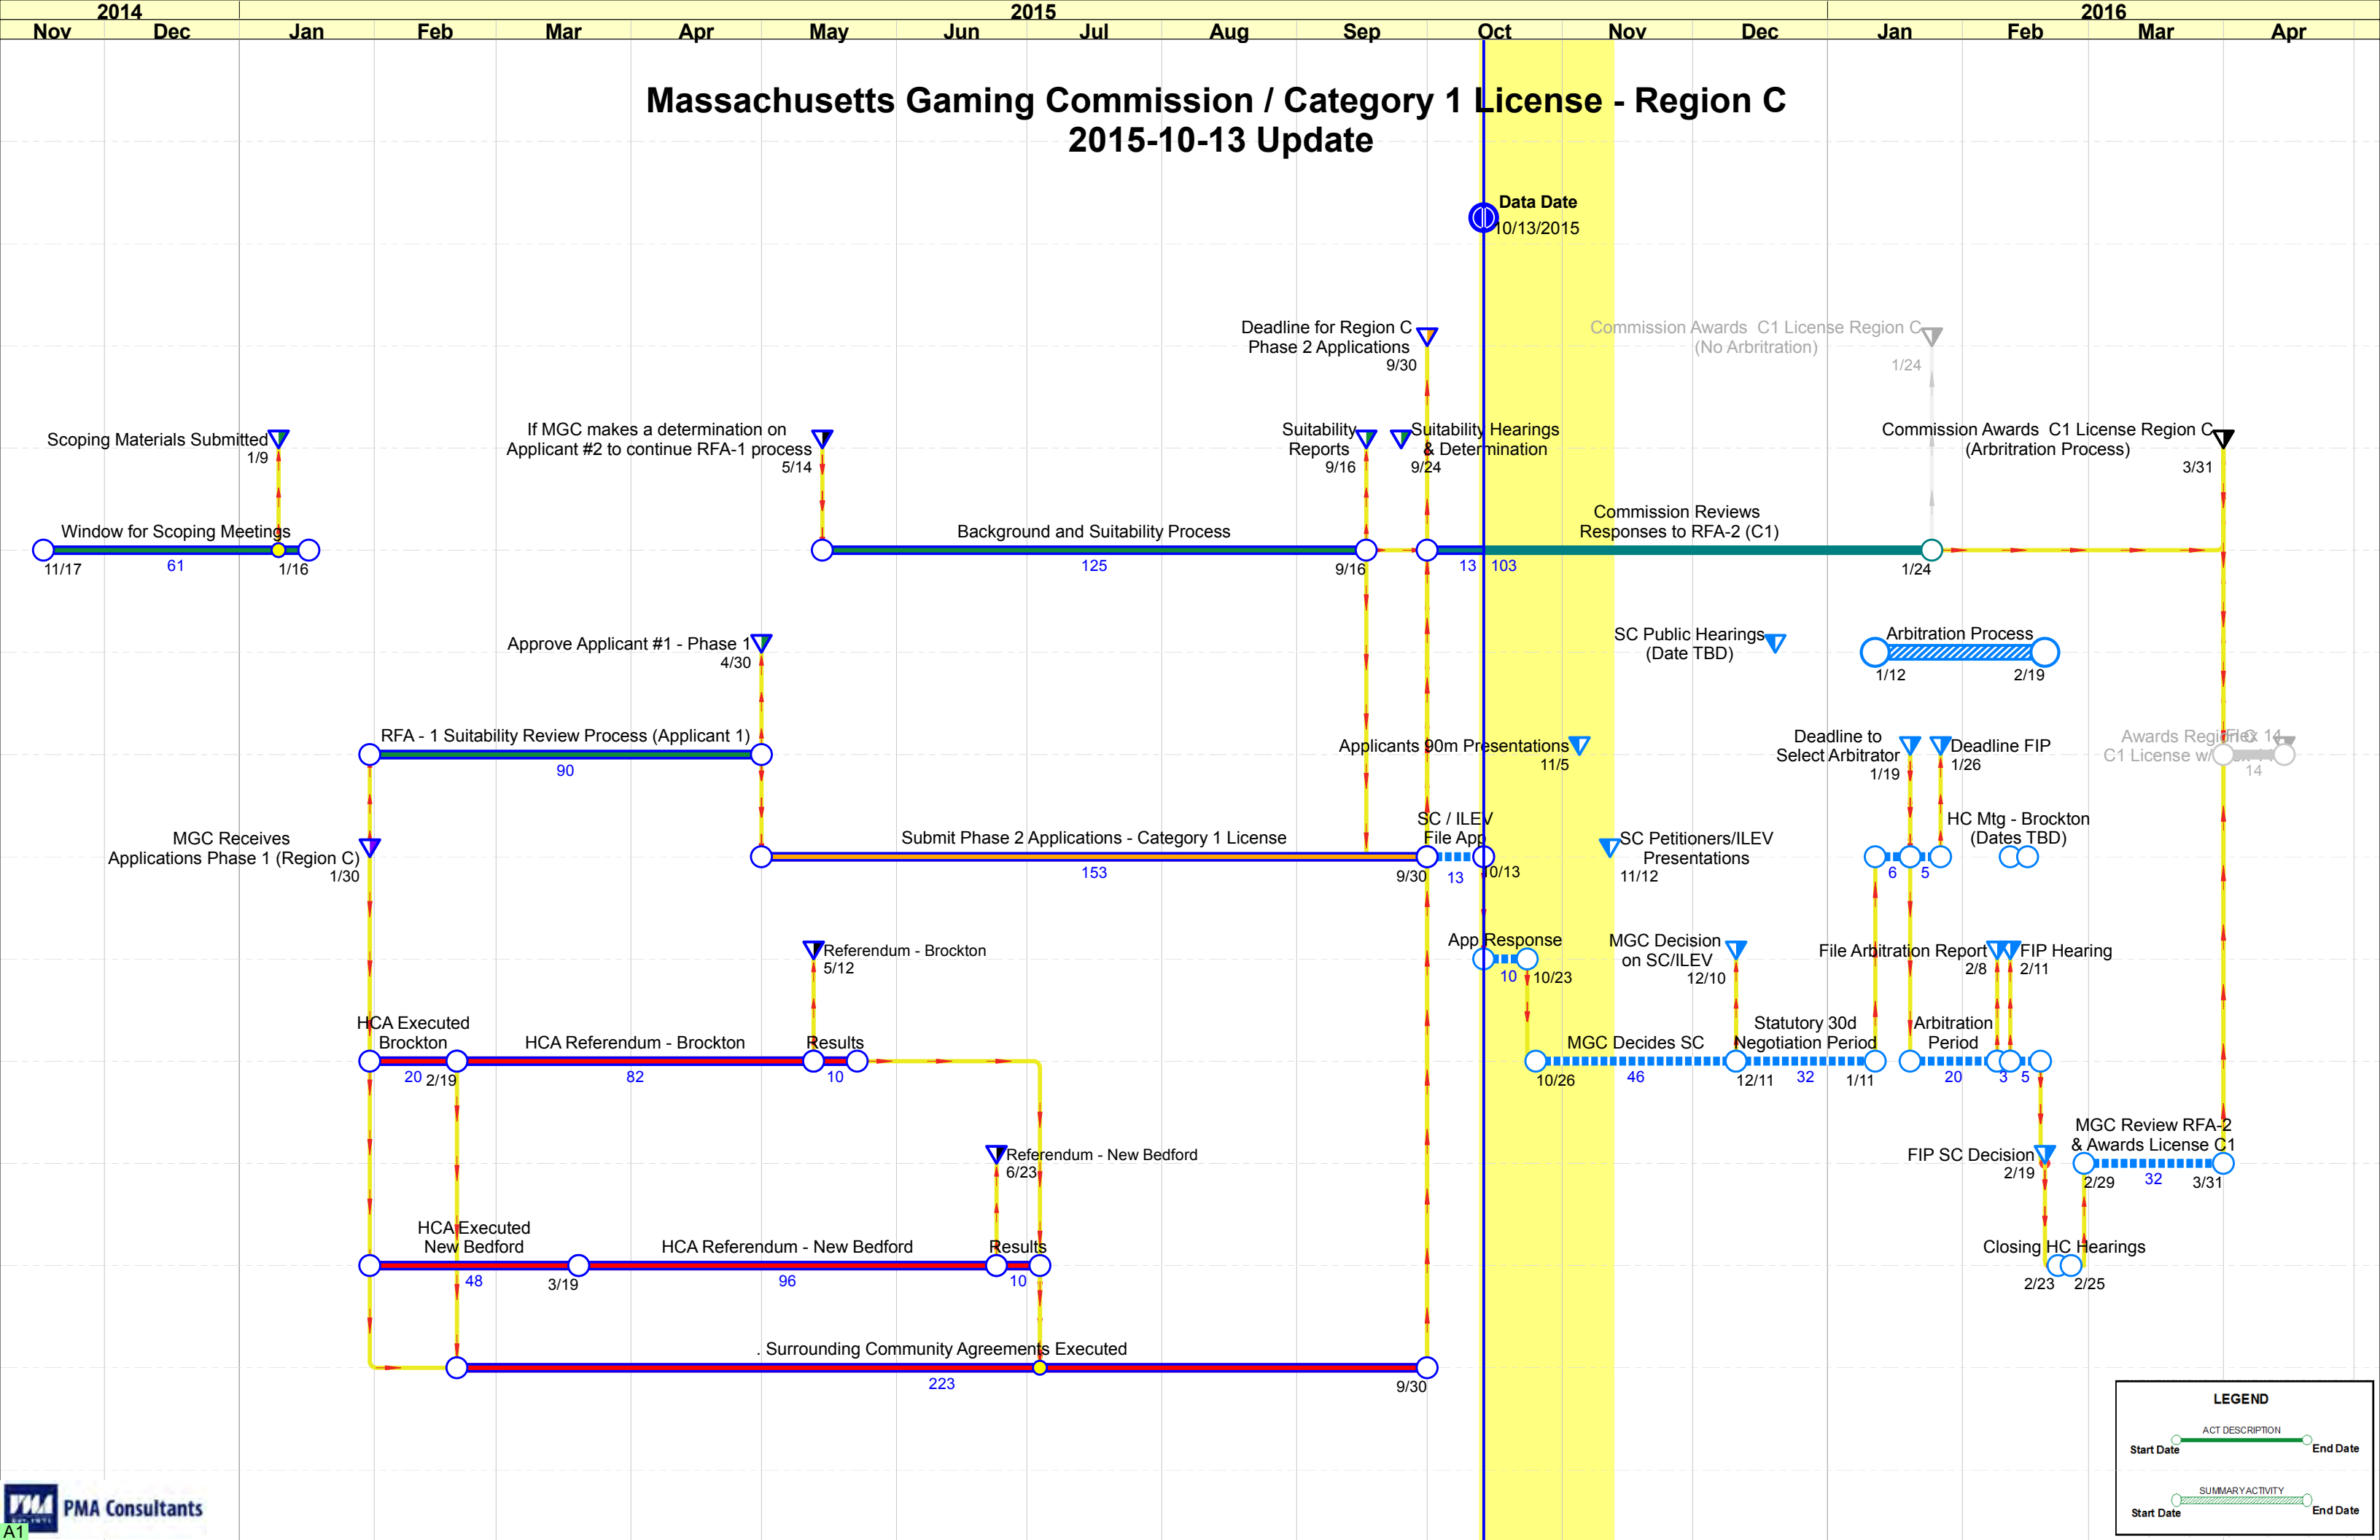 2014 2015 2016
Nov Dec Jan Feb Mar Apr May Jun Jul Aug Sep Oct Nov Dec Jan Feb Mar Apr
Massachusetts Gaming Commission / Category 1 License - Region C
2015-10-13 Update
Data Date
10/13/2015
Deadline for Region C
Phase 2 Applications
9/30
Commission Awards C1 License Region C
(No Arbritration)
1/24
Scoping Materials Submitted
1/9
If MGC makes a determination on
Applicant #2 to continue RFA-1 process
5/14
Suitability
Reports
9/16
Suitability Hearings
& Determination
9/24
Commission Awards C1 License Region C
(Arbritration Process)
3/31
Window for Scoping Meetings
11/17
61
1/16
Background and Suitability Process
125
9/16
Commission Reviews
Responses to RFA-2 (C1)
13
103
1/24
Approve Applicant #1 - Phase 1
4/30
SC Public Hearings
(Date TBD)
Arbitration Process
1/12
2/19
RFA - 1 Suitability Review Process (Applicant 1)
90
Applicants 90m Presentations
11/5
Deadline to
Select Arbitrator
1/19
Deadline FIP
1/26
Awards Region C
C1 License w/
14
MGC Receives
Applications Phase 1 (Region C)
1/30
Submit Phase 2 Applications - Category 1 License
153
9/30
SC / ILEV
File App
13
10/13
SC Petitioners/ILEV
Presentations
11/12
6
5
HC Mtg - Brockton
(Dates TBD)
Referendum - Brockton
5/12
App Response
10
10/23
MGC Decision
on SC/ILEV
12/10
File Arbitration Report
2/8
FIP Hearing
2/11
HCA Executed
Brockton
20
2/19
HCA Referendum - Brockton
82
Results
10
MGC Decides SC
10/26
46
12/11
Statutory 30d
Negotiation Period
32
1/11
Arbitration
Period
20
3
5
Referendum - New Bedford
6/23
FIP SC Decision
2/19
MGC Review RFA-2
& Awards License C1
2/29
32
3/31
HCA Executed
New Bedford
48
3/19
HCA Referendum - New Bedford
96
Results
10
Closing HC Hearings
2/23
2/25
. Surrounding Community Agreements Executed
223
9/30
LEGEND
ACT DESCRIPTION
Start Date
End Date
SUMMARY ACTIVITY
Start Date
End Date
PMA Consultants
A1